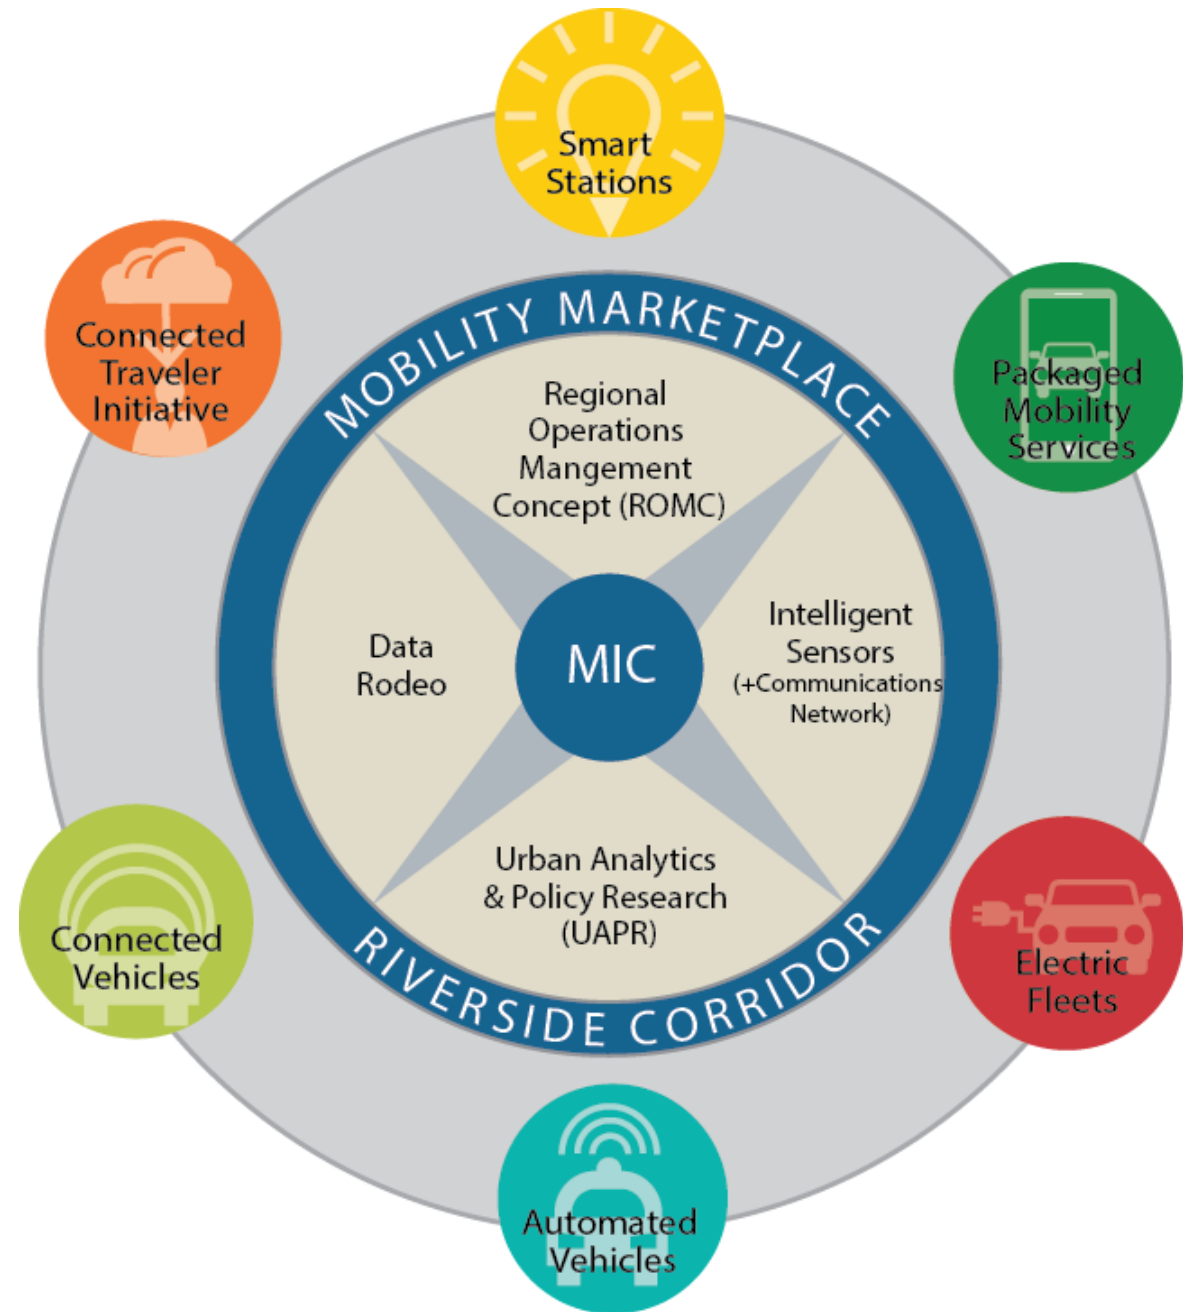 Smart
Stations
Connected
Traveler
Initiative
Packaged
Mobility
Services
MOBILITY MARKETPLACE
Regional
Operations
Mangement
Concept (ROMC)
Data
Rodeo
MIC
Intelligent
Sensors
(+Communications
Network)
Urban Analytics
& Policy Research
(UAPR)
RIVERSIDE CORRIDOR
Connected
Vehicles
Electric
Fleets
Automated
Vehicles